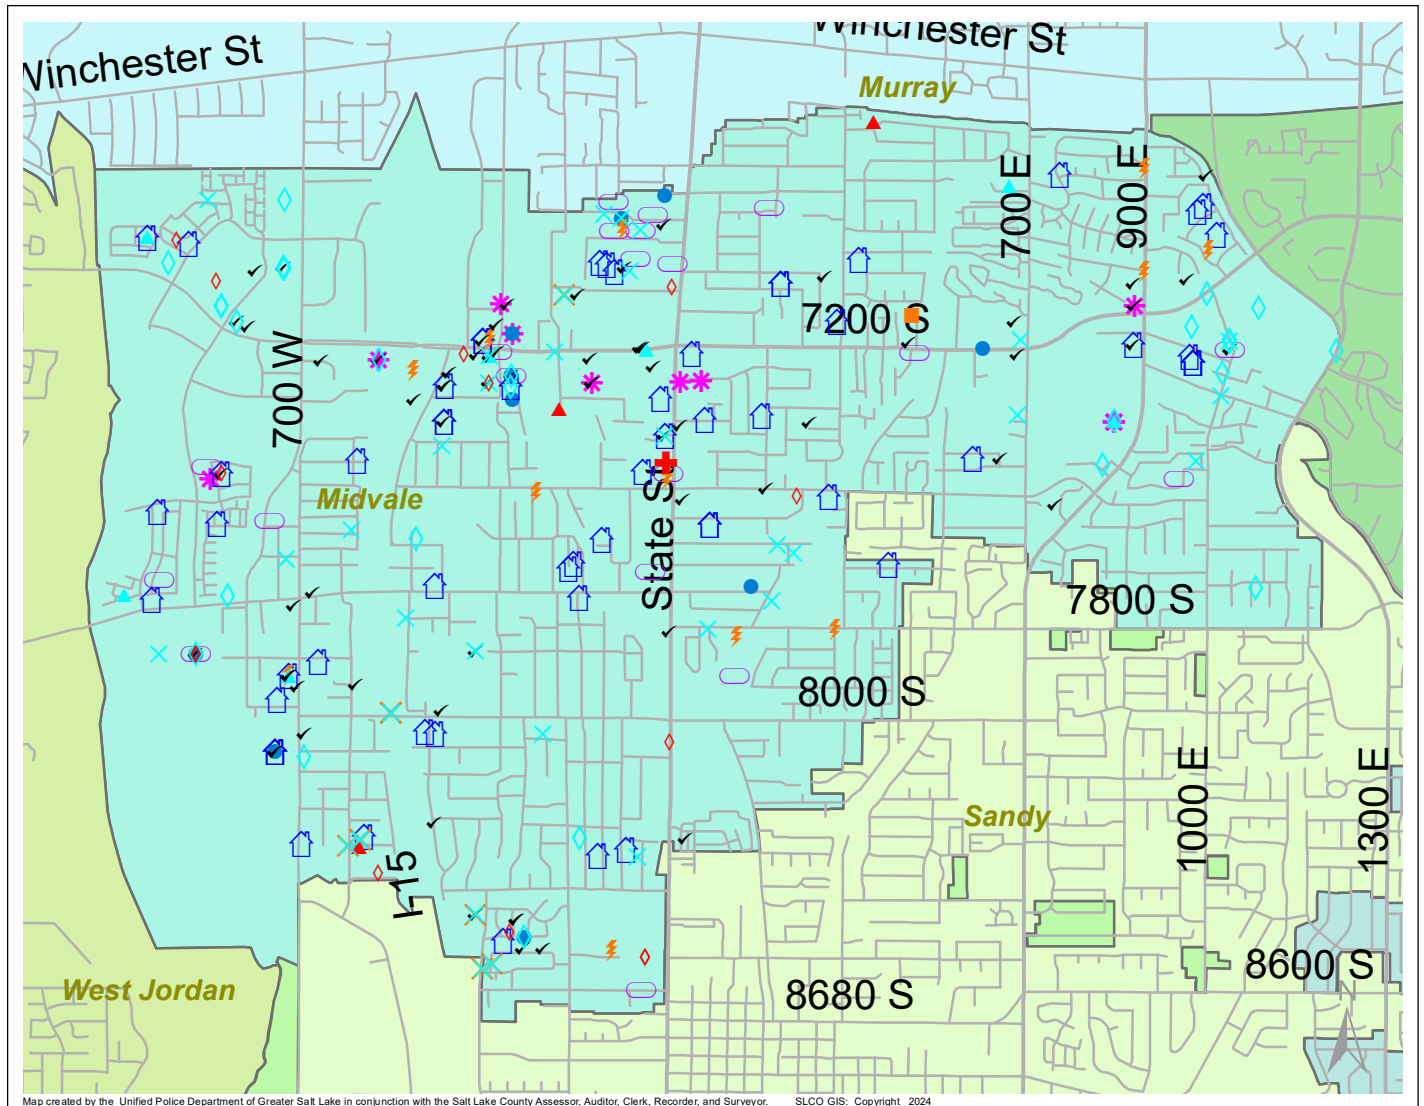 Winchester St
Winchester St
Murray
700 E
900 E
7200 S
700 W
Midvale
State St
7800 S
8000 S
Sandy
1000 E
1300 E
I-15
West Jordan
8600 S
8680 S
Map created by the Unified Police Department of Greater Salt Lake in conjunction with the Salt Lake County Assessor, Auditor, Clerk, Recorder, and Surveyor. SLCO GIS: Copyright 2024